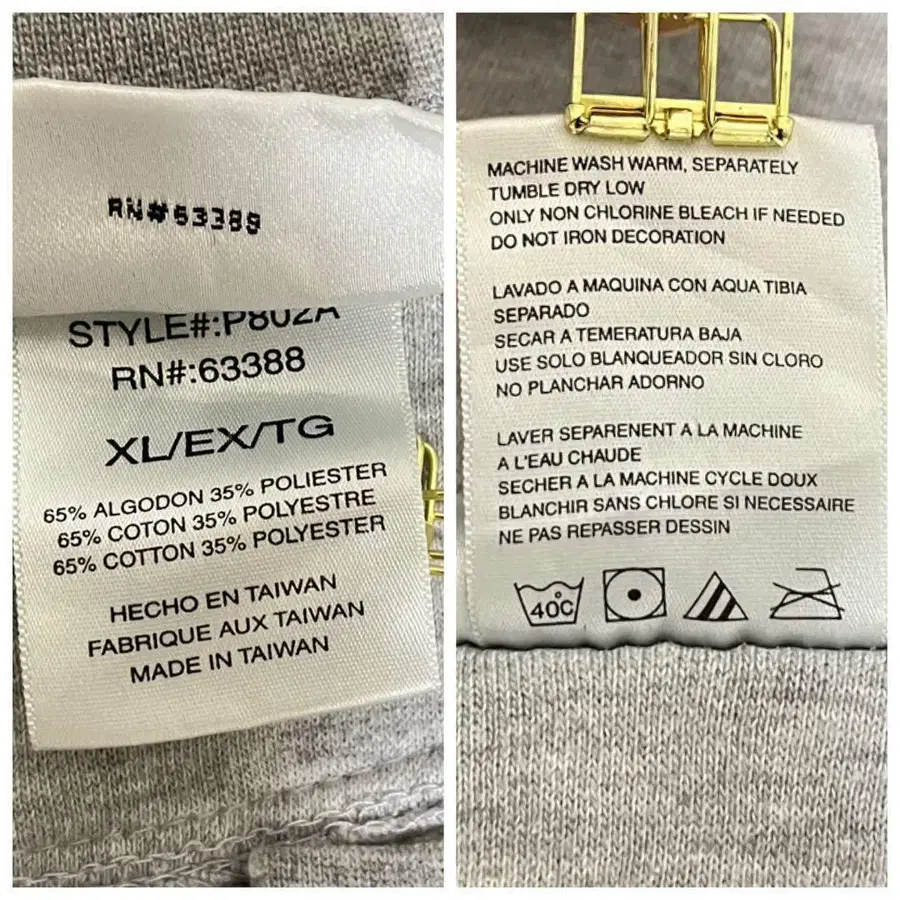 RN#63389
STYLE#:P802A
RN#:63388
XL/EX/TG
65% ALGODON 35% POLIESTER
65% COTON 35% POLYESTRE
65% COTTON 35% POLYESTER
HECHO EN TAIWAN
FABRIQUE AUX TAIWAN
MADE IN TAIWAN
MACHINE WASH WARM, SEPARATELY
TUMBLE DRY LOW
ONLY NON CHLORINE BLEACH IF NEEDED
DO NOT IRON DECORATION
LAVADO A MAQUINA CON AQUA TIBIA
SEPARADO
SECAR A TEMERATURA BAJA
USE SOLO BLANQUEADOR SIN CLORO
NO PLANCHAR ADORNO
LAVER SEPARENENT A LA MACHINE
A L'EAU CHAUDE
SECHER A LA MACHINE CYCLE DOUX
BLANCHIR SANS CHLORE SI NECESSAIRE
NE PAS REPASSER DESSIN
40°C